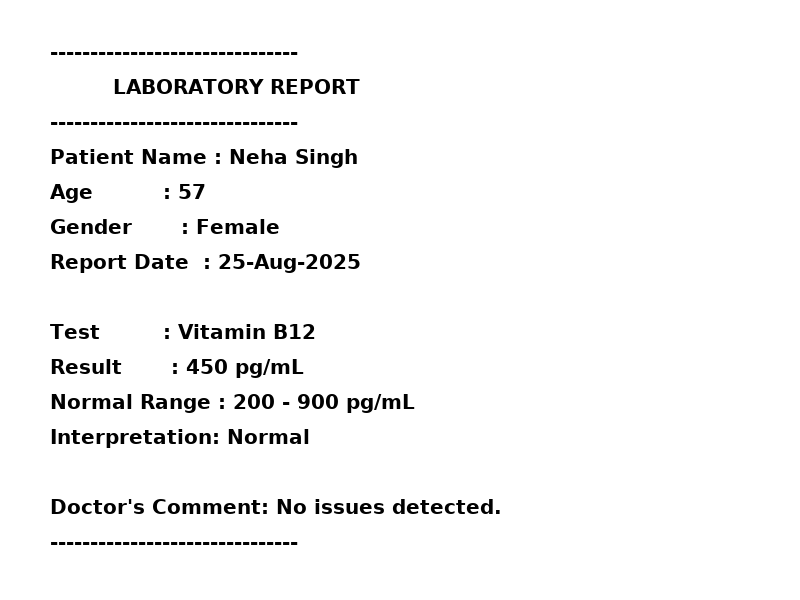 -------------------------------
LABORATORY REPORT
-------------------------------
Patient Name : Neha Singh
Age : 57
Gender : Female
Report Date : 25-Aug-2025
Test : Vitamin B12
Result : 450 pg/mL
Normal Range : 200 - 900 pg/mL
Interpretation: Normal
Doctor's Comment: No issues detected.
-------------------------------